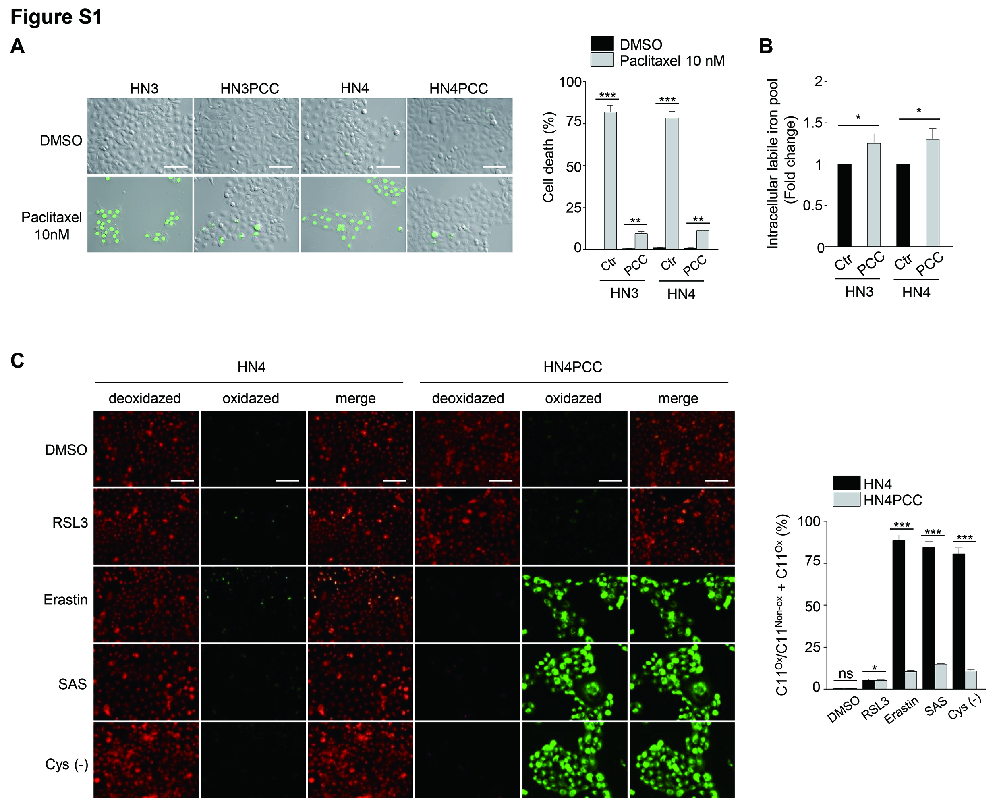 Figure S1
A
HN3 HN3PCC HN4 HN4PCC
DMSO
Paclitaxel
10nM
DMSO
Paclitaxel 10 nM
Cell death (%)
100
75
50
25
0
*** ** *** **
Ctr PCC Ctr PCC
HN3 HN4
B
Intracellular labile iron pool
(Fold change)
2
1.5
1
0.5
0
* *
Ctr PCC Ctr PCC
HN3 HN4
C
HN4 HN4PCC
deoxidazed oxidazed merge deoxidazed oxidazed merge
DMSO
RSL3
Erastin
SAS
Cys (-)
HN4
HN4PCC
C11Ox/C11Non-ox + C11Ox (%)
100
75
50
25
0
ns * *** *** ***
DMSO RSL3 Erastin SAS Cys (-)